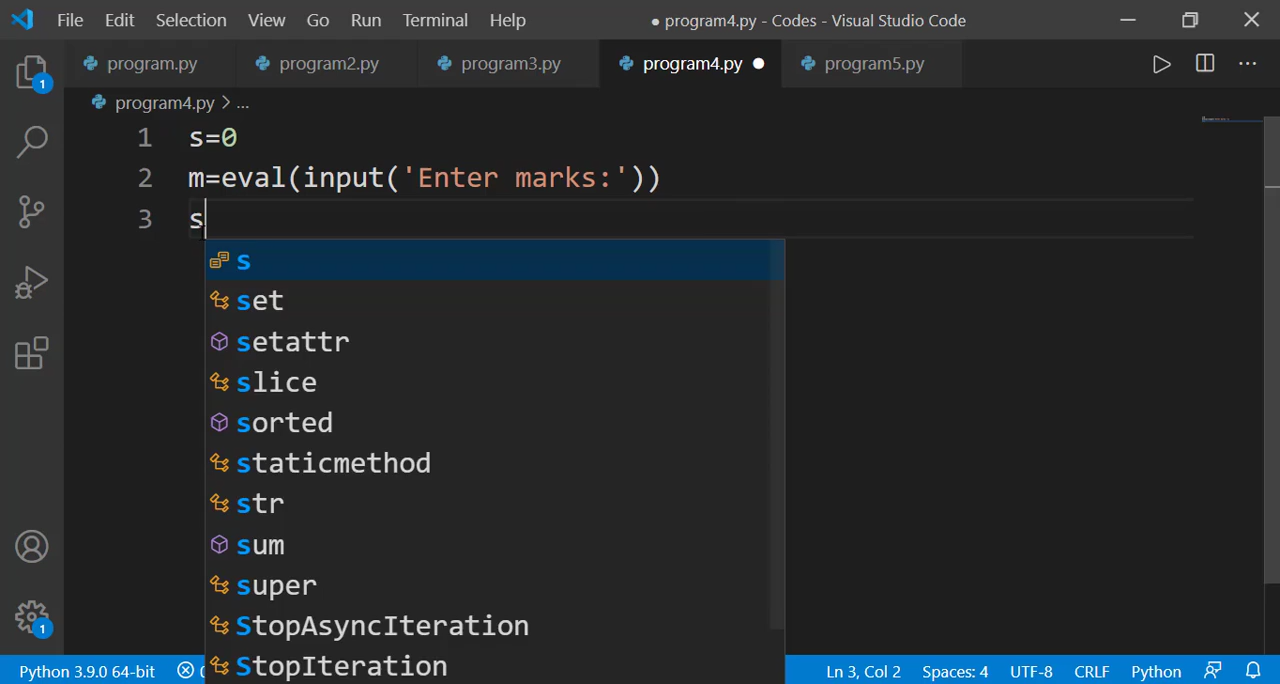 File Edit Selection View Go Run Terminal Help ● program4.py - Codes - Visual Studio Code
program.py program2.py program3.py program4.py program5.py
program4.py > ...
1 s=0
2 m=eval(input('Enter marks:'))
3 s
s
set
setattr
slice
sorted
staticmethod
str
sum
super
StopAsyncIteration
StopIteration
1
1
Python 3.9.0 64-bit 0 Ln 3, Col 2 Spaces: 4 UTF-8 CRLF Python